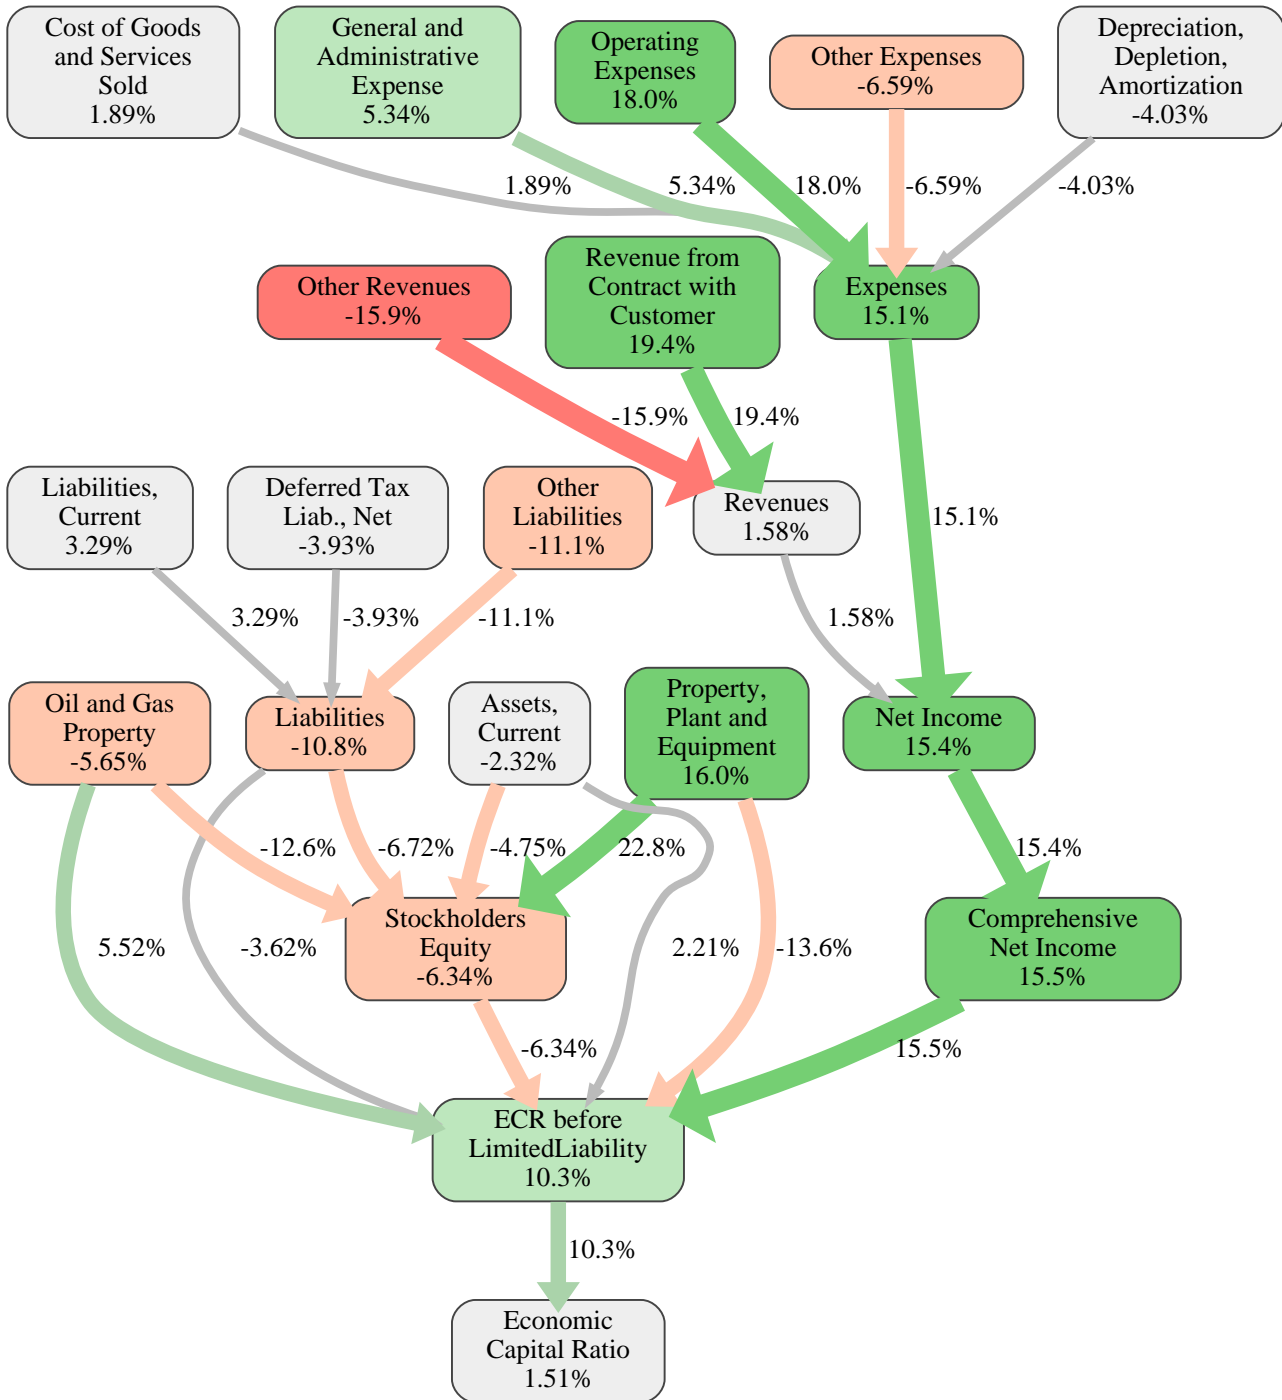 Cost of Goods
and Services
Sold
1.89%
General and
Administrative
Expense
5.34%
Operating
Expenses
18.0%
Other Expenses
-6.59%
Depreciation,
Depletion,
Amortization
-4.03%
1.89%
5.34%
18.0%
-6.59%
-4.03%
Other Revenues
-15.9%
Revenue from
Contract with
Customer
19.4%
Expenses
15.1%
-15.9%
19.4%
15.1%
Liabilities,
Current
3.29%
Deferred Tax
Liab., Net
-3.93%
Other
Liabilities
-11.1%
Revenues
1.58%
3.29%
-3.93%
-11.1%
1.58%
Oil and Gas
Property
-5.65%
Liabilities
-10.8%
Assets,
Current
-2.32%
Property,
Plant and
Equipment
16.0%
Net Income
15.4%
-12.6%
-6.72%
-4.75%
22.8%
15.4%
5.52%
-3.62%
Stockholders
Equity
-6.34%
2.21%
-13.6%
Comprehensive
Net Income
15.5%
-6.34%
15.5%
ECR before
LimitedLiability
10.3%
10.3%
Economic
Capital Ratio
1.51%